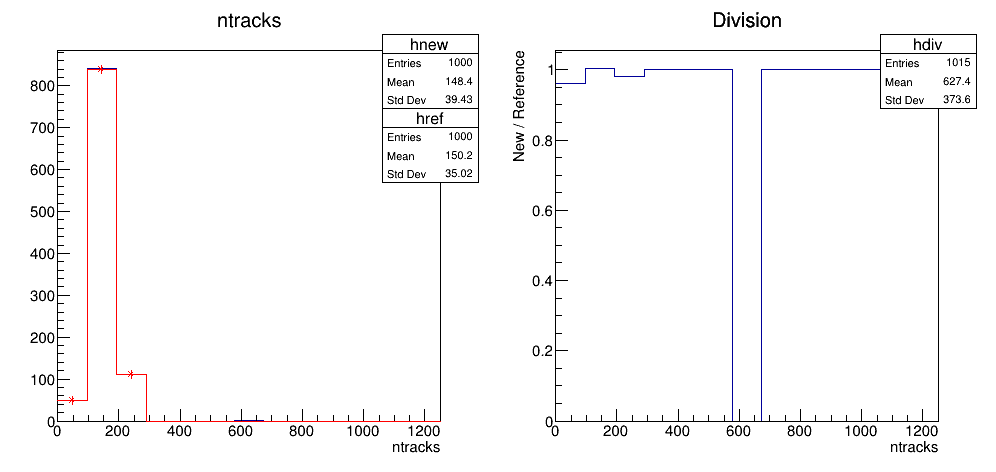 ntracks
hnew
Entries 1000
Mean 148.4
Std Dev 39.43
href
Entries 1000
Mean 150.2
Std Dev 35.02
800
700
600
500
400
300
200
100
0
0 200 400 600 800 1000 1200
ntracks
Division
hdiv
Entries 1015
Mean 627.4
Std Dev 373.6
New / Reference
1
0.8
0.6
0.4
0.2
0
0 200 400 600 800 1000 1200
ntracks